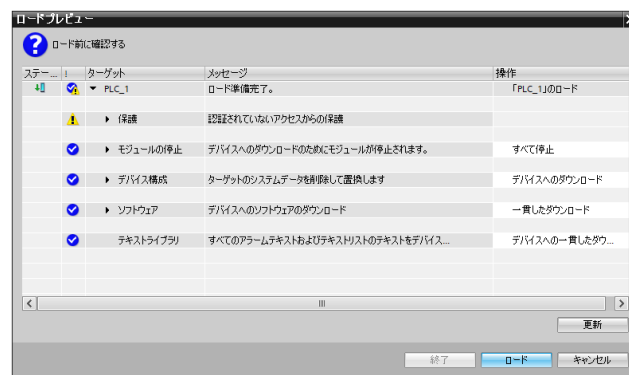 ロードプレビュー
ロード前に確認する
ステー... ! ターゲット メッセージ 操作
PLC_1 ロード準備完了。 「PLC_1」のロード
保護 認証されていないアクセスからの保護
モジュールの停止 デバイスへのダウンロードのためにモジュールが停止されます。 すべて停止
デバイス構成 ターゲットのシステムデータを削除して置換します デバイスへのダウンロード
ソフトウェア デバイスへのソフトウェアのダウンロード 一貫したダウンロード
テキストライブラリ すべてのアラームテキストおよびテキストリストのテキストをデバイス... デバイスへの一貫したダウ...
更新
終了 ロード キャンセル